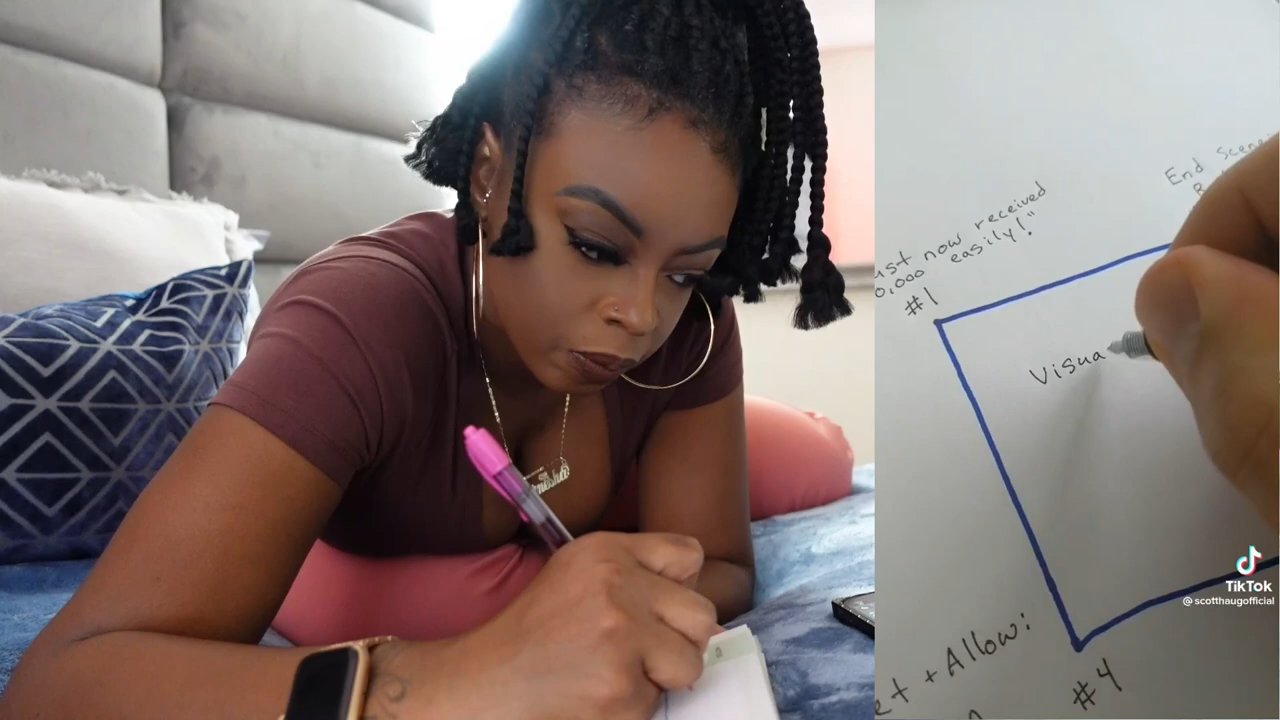 End Scene
ust now received
0,000 easily!"
#1
Visua
et + Allow:
#4
TikTok
@scotthaugofficial